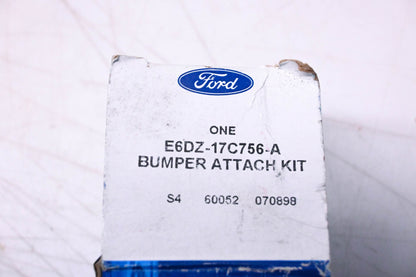 Ford
ONE
E6DZ-17C756-A
BUMPER ATTACH KIT
S4 60052 070898